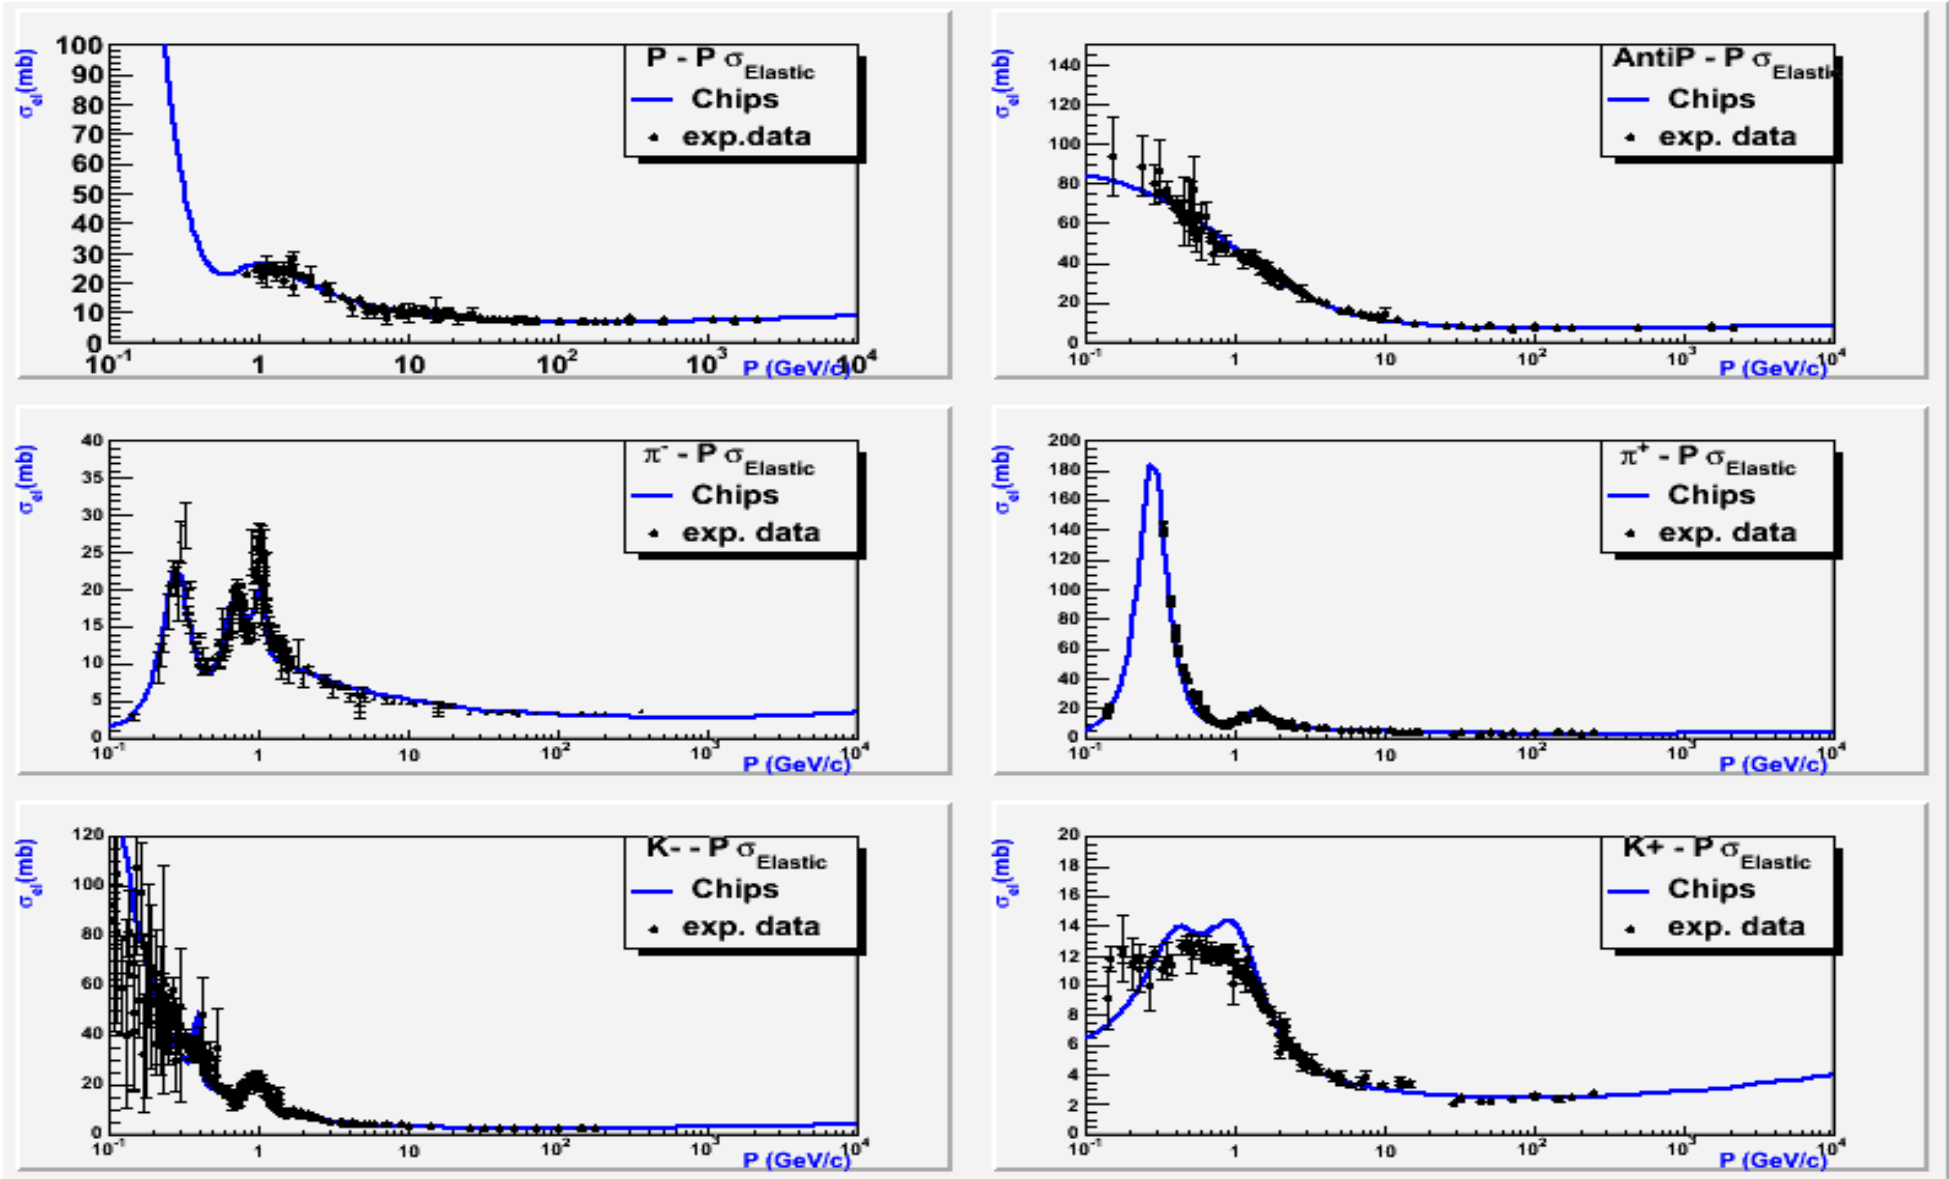 P - P σElastic
Chips
exp.data
σel(mb)
100
90
80
70
60
50
40
30
20
10
0
10-1 1 10 10² 10³ 10⁴
P (GeV/c)
AntiP - P σElastic
Chips
exp. data
σel(mb)
140
120
100
80
60
40
20
0
10-1 1 10 10² 10³ 10⁴
P (GeV/c)
π- - P σElastic
Chips
exp. data
σel(mb)
40
35
30
25
20
15
10
5
0
10-1 1 10 10² 10³ 10⁴
P (GeV/c)
π+ - P σElastic
Chips
exp. data
σel(mb)
200
180
160
140
120
100
80
60
40
20
0
10-1 1 10 10² 10³ 10⁴
P (GeV/c)
K- - P σElastic
Chips
exp. data
σel(mb)
120
100
80
60
40
20
0
10-1 1 10 10² 10³ 10⁴
P (GeV/c)
K+ - P σElastic
Chips
exp. data
σel(mb)
20
18
16
14
12
10
8
6
4
2
0
10-1 1 10 10² 10³ 10⁴
P (GeV/c)